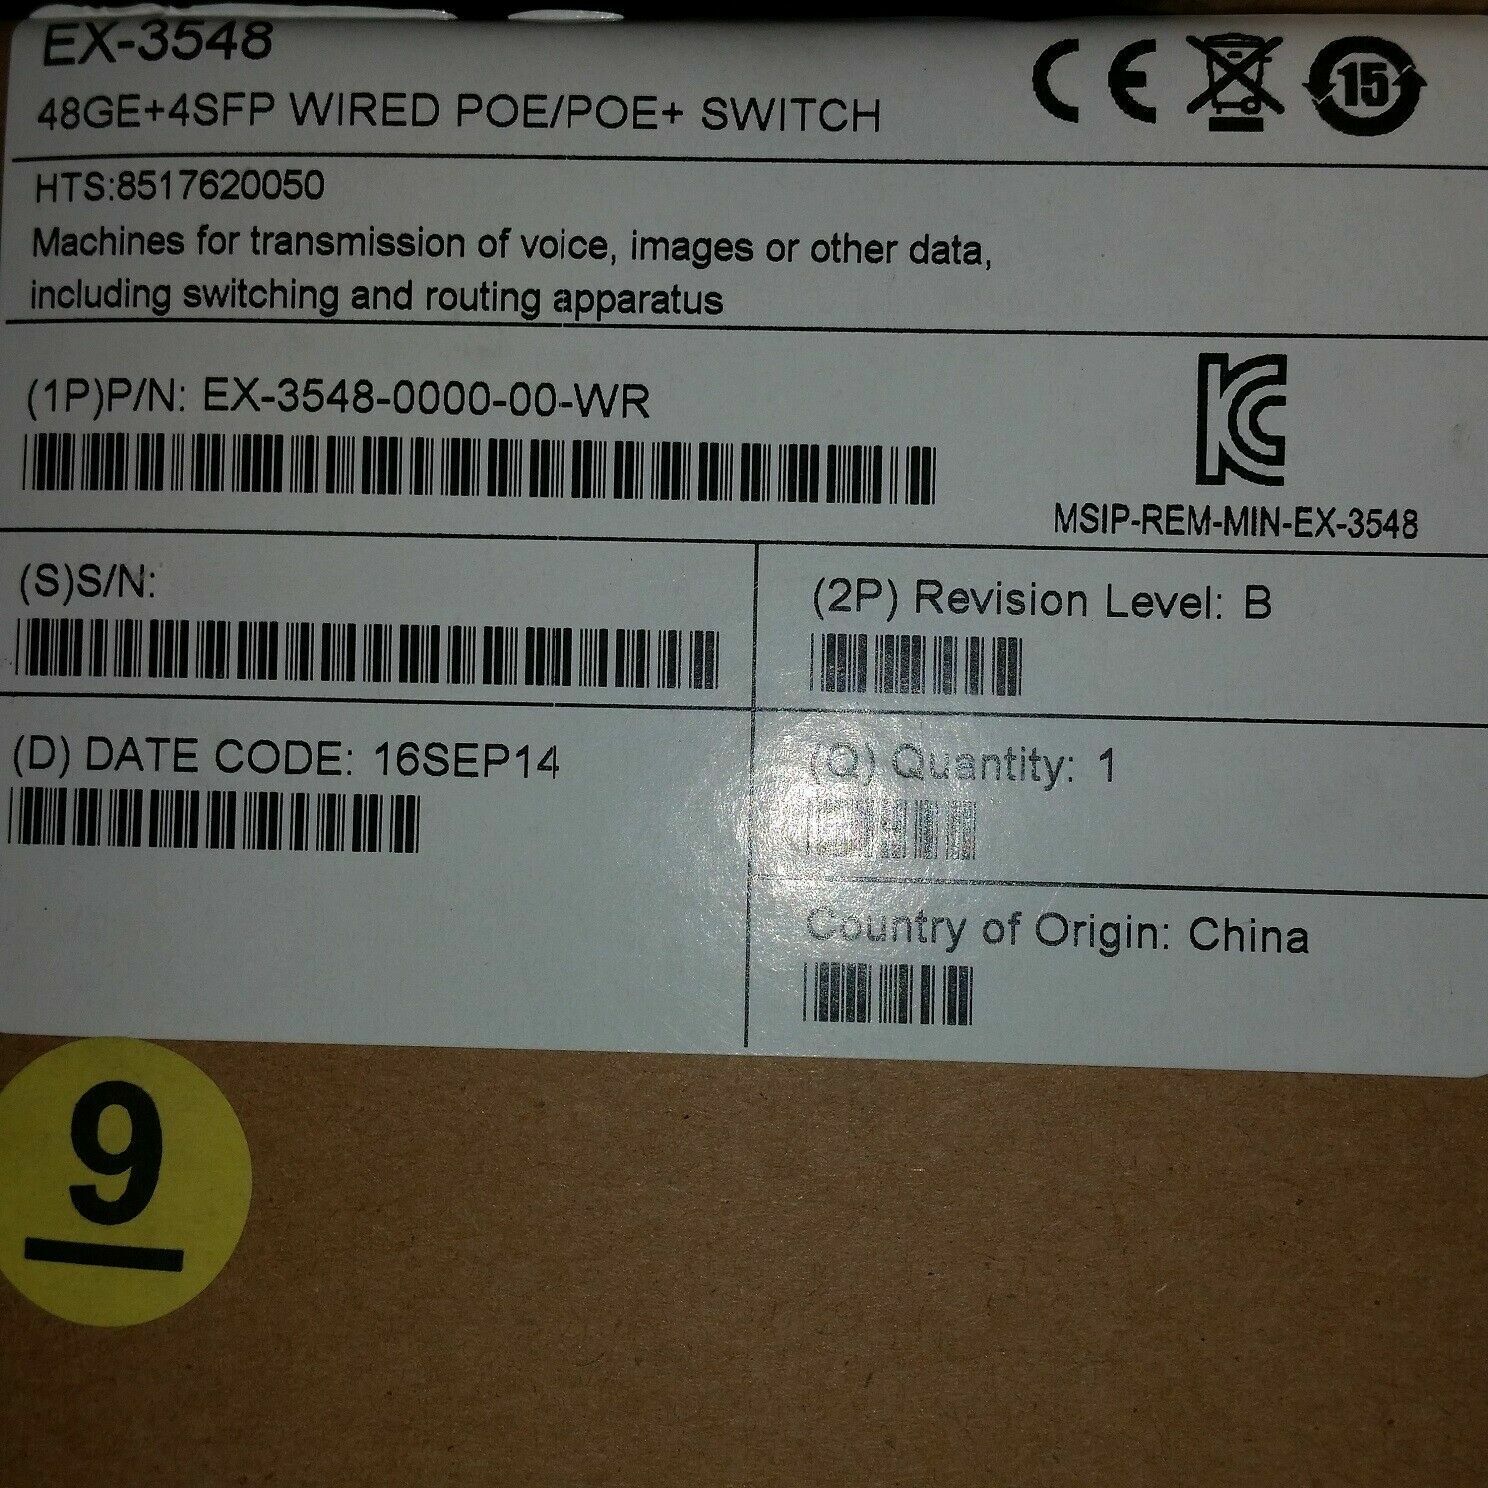 EX-3548
48GE+4SFP WIRED POE/POE+ SWITCH
CE
15
HTS:8517620050
Machines for transmission of voice, images or other data,
including switching and routing apparatus
(1P)P/N: EX-3548-0000-00-WR
KC
MSIP-REM-MIN-EX-3548
(S)S/N:
(2P) Revision Level: B
(D) DATE CODE: 16SEP14
(Q) Quantity: 1
Country of Origin: China
9